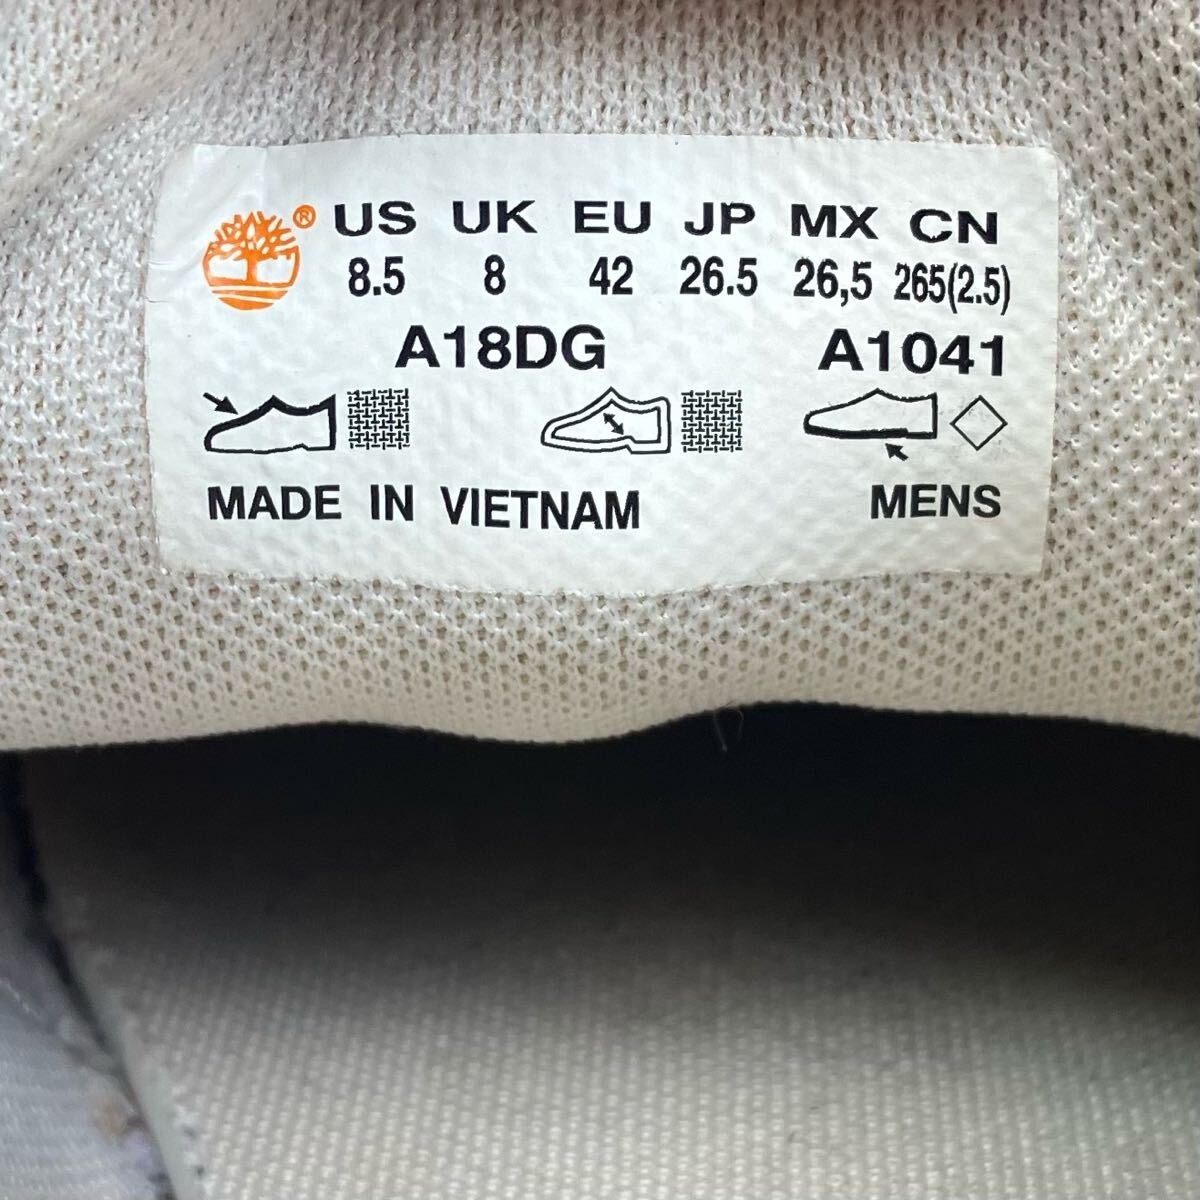 ® US UK EU JP MX CN
8.5 8 42 26.5 26,5 265(2.5)
A18DG A1041
MADE IN VIETNAM MENS